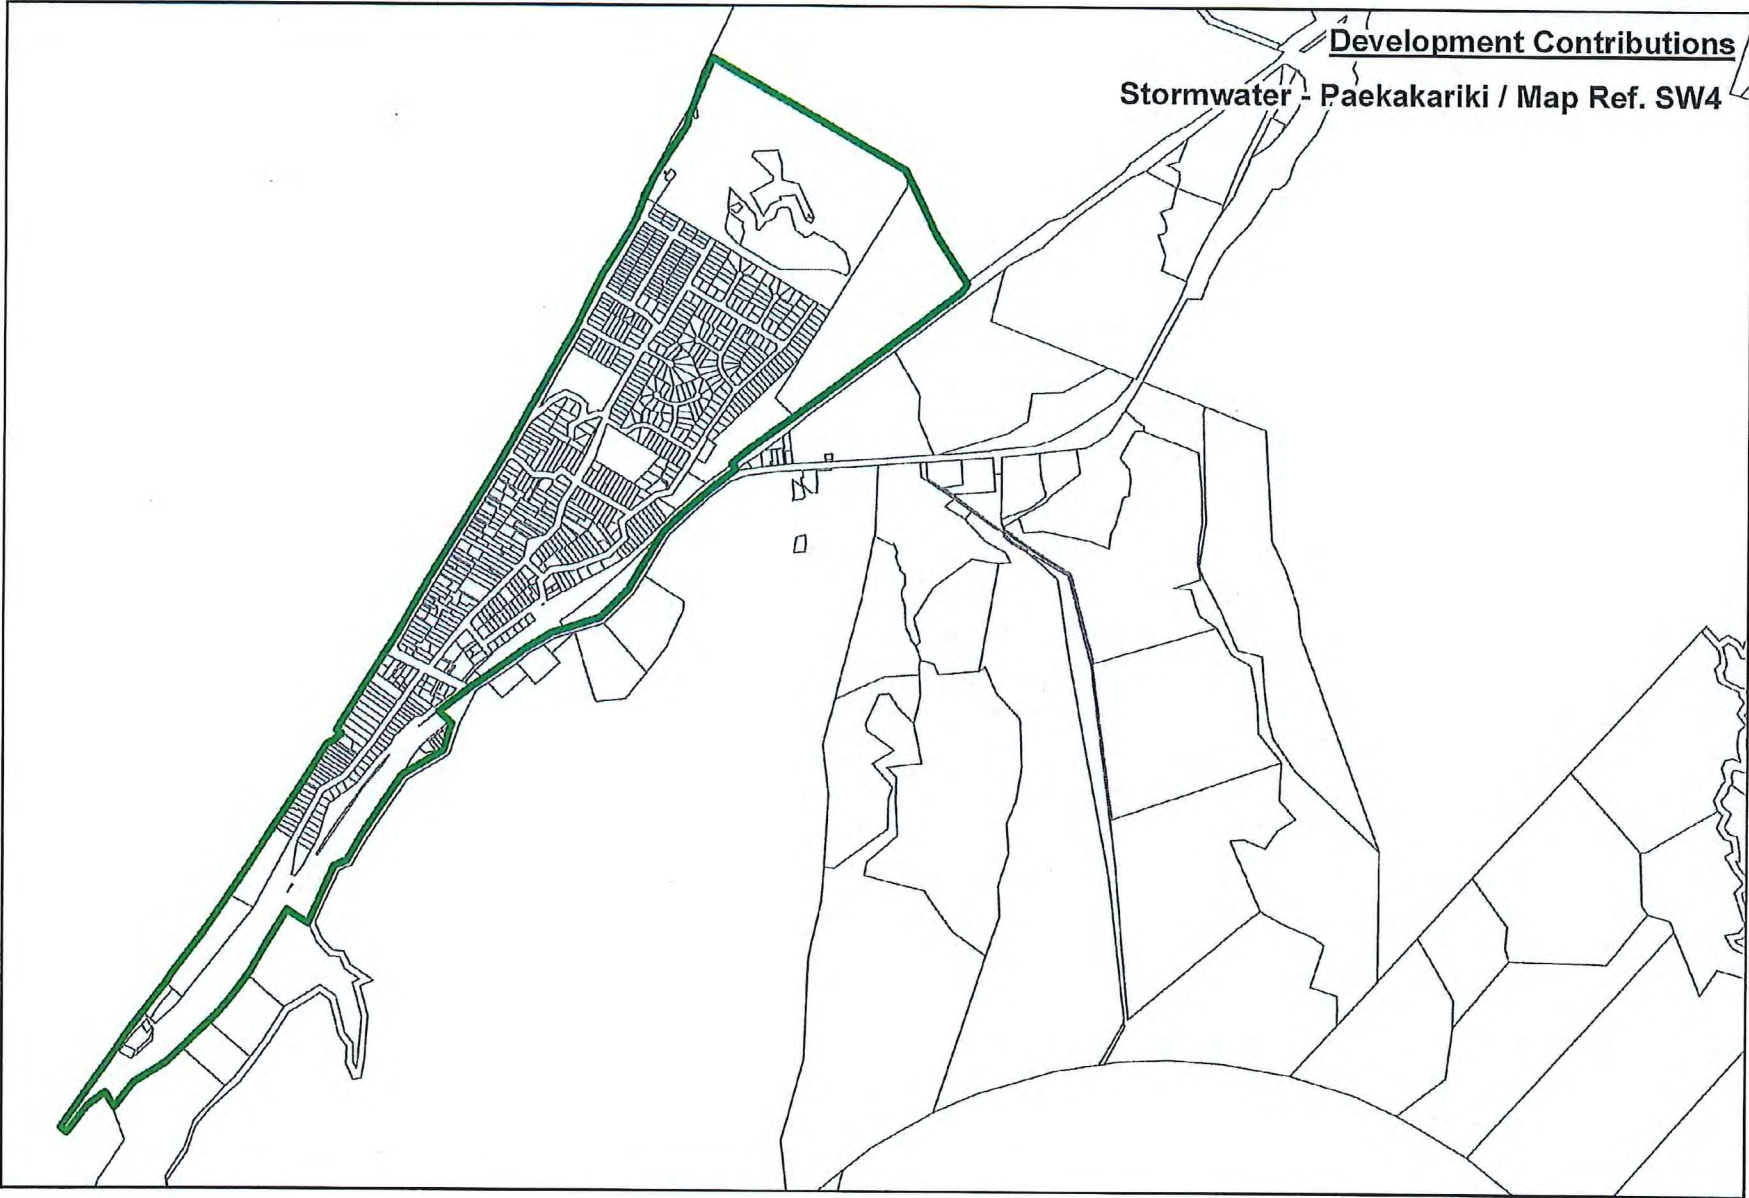 Development Contributions
Stormwater - Paekakariki / Map Ref. SW4